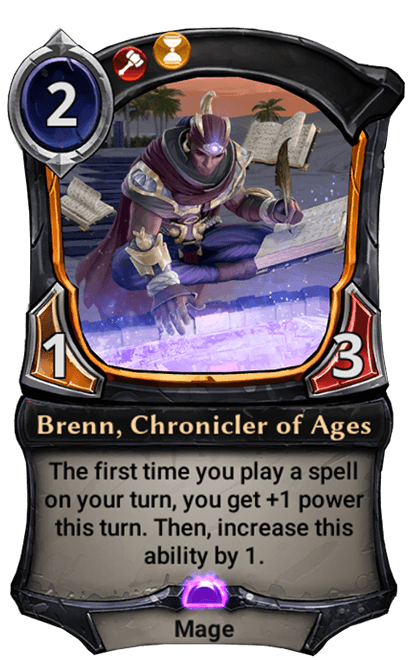 2
1
3
Brenn, Chronicler of Ages
The first time you play a spell
on your turn, you get +1 power
this turn. Then, increase this
ability by 1.
Mage